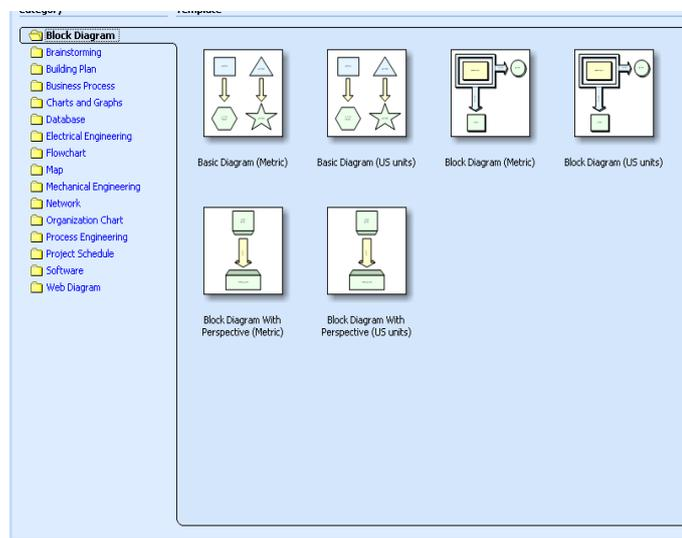 Category
Template
Block Diagram
Brainstorming
Building Plan
Business Process
Charts and Graphs
Database
Electrical Engineering
Flowchart
Map
Mechanical Engineering
Network
Organization Chart
Process Engineering
Project Schedule
Software
Web Diagram
Basic Diagram (Metric)
Basic Diagram (US units)
Block Diagram (Metric)
Block Diagram (US units)
Block Diagram With
Perspective (Metric)
Block Diagram With
Perspective (US units)